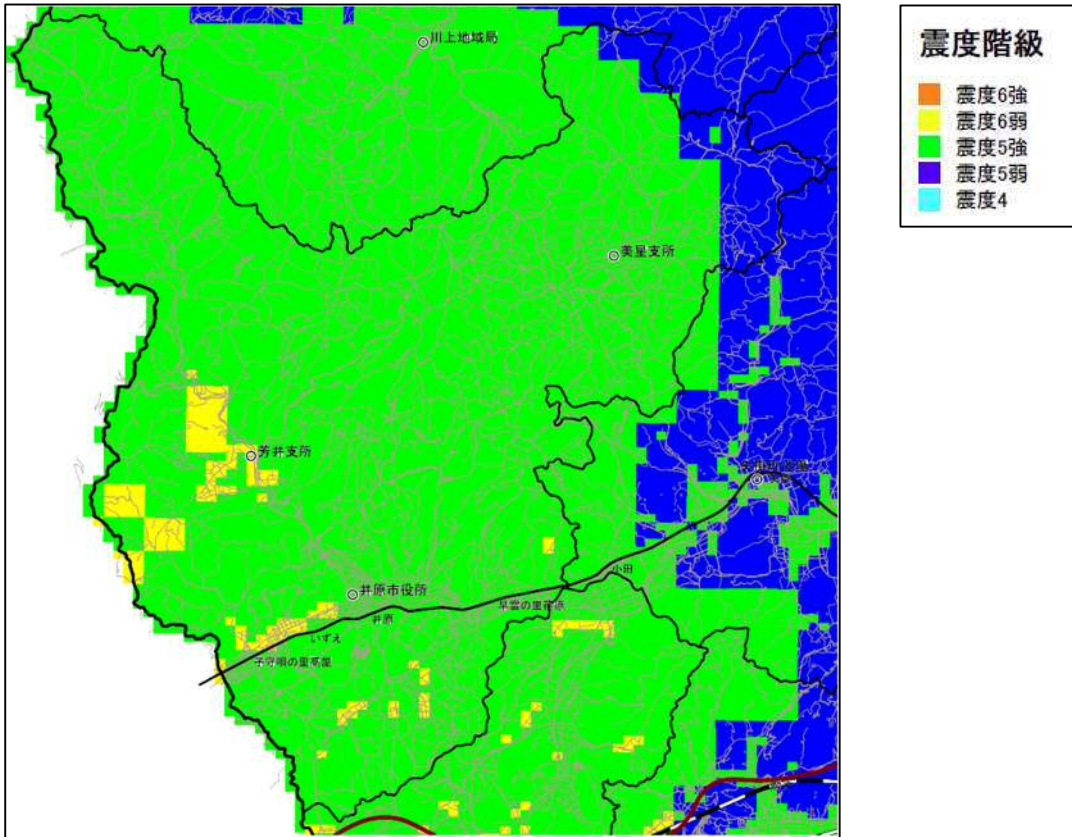 川上地域局
美星支所
芳井支所
小田
井原市役所
早雲の里荏原
井原
いずえ
子守唄の里高屋
震度階級
震度6強
震度6弱
震度5強
震度5弱
震度4